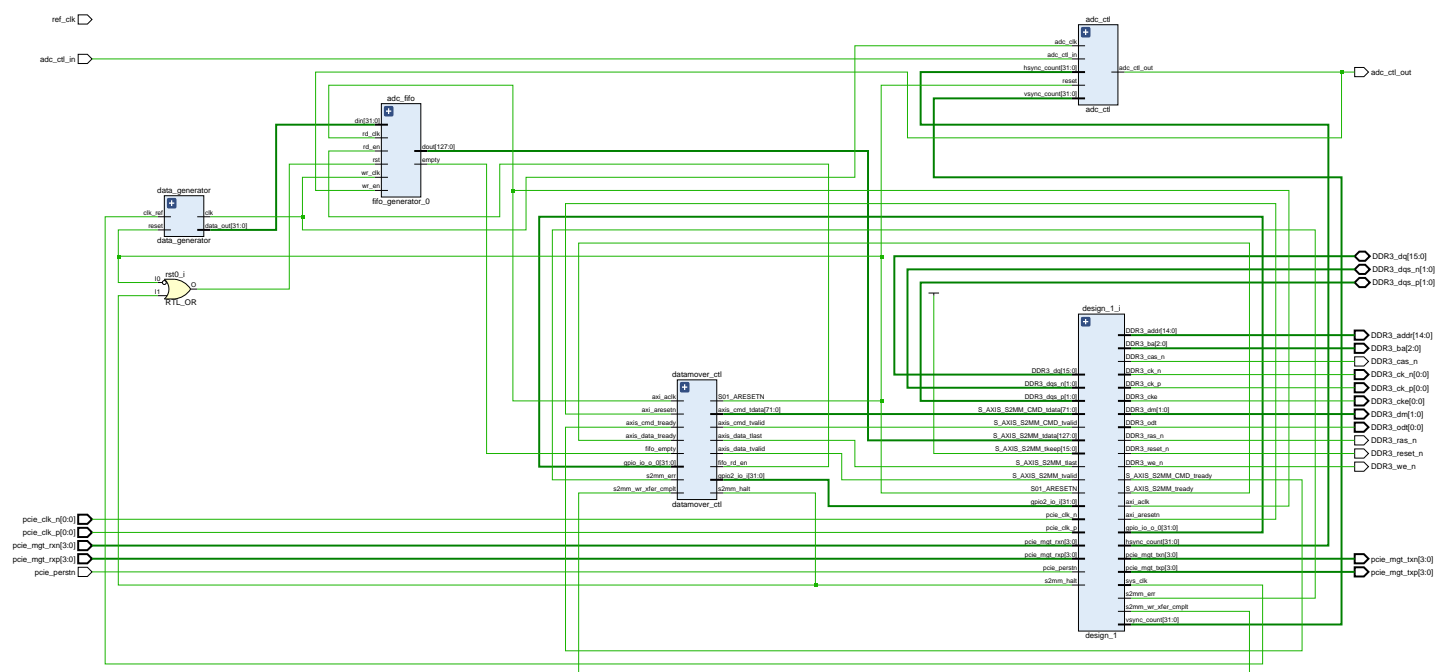 ref_clk
adc_ctl_in
adc_ctl
adc_clk
adc_ctl_in
hsync_count[31:0]
reset
vsync_count[31:0]
adc_ctl_out
adc_ctl
adc_ctl_out
adc_fifo
din[31:0]
rd_clk
rd_en
rst
wr_clk
wr_en
dout[127:0]
empty
fifo_generator_0
data_generator
clk_ref
reset
clk
data_out[31:0]
data_generator
rst0_i
I0
I1
O
RTL_OR
datamover_ctl
axi_aclk
axi_aresetn
axis_cmd_tready
axis_data_tready
fifo_empty
gpio_io_o_0[31:0]
s2mm_err
s2mm_wr_xfer_cmplt
S01_ARESETN
axis_cmd_tdata[71:0]
axis_cmd_tvalid
axis_data_tlast
axis_data_tvalid
fifo_rd_en
gpio2_io_i[31:0]
s2mm_halt
datamover_ctl
design_1_i
DDR3_dq[15:0]
DDR3_dqs_n[1:0]
DDR3_dqs_p[1:0]
S_AXIS_S2MM_CMD_tdata[71:0]
S_AXIS_S2MM_CMD_tvalid
S_AXIS_S2MM_tdata[127:0]
S_AXIS_S2MM_tkeep[15:0]
S_AXIS_S2MM_tlast
S_AXIS_S2MM_tvalid
S01_ARESETN
gpio2_io_i[31:0]
pcie_clk_n
pcie_clk_p
pcie_mgt_rxn[3:0]
pcie_mgt_rxp[3:0]
pcie_perstn
s2mm_halt
DDR3_addr[14:0]
DDR3_ba[2:0]
DDR3_cas_n
DDR3_ck_n
DDR3_ck_p
DDR3_cke
DDR3_dm[1:0]
DDR3_odt
DDR3_ras_n
DDR3_reset_n
DDR3_we_n
S_AXIS_S2MM_CMD_tready
S_AXIS_S2MM_tready
axi_aclk
axi_aresetn
gpio_io_o_0[31:0]
hsync_count[31:0]
pcie_mgt_txn[3:0]
pcie_mgt_txp[3:0]
sys_clk
s2mm_err
s2mm_wr_xfer_cmplt
vsync_count[31:0]
design_1
DDR3_dq[15:0]
DDR3_dqs_n[1:0]
DDR3_dqs_p[1:0]
DDR3_addr[14:0]
DDR3_ba[2:0]
DDR3_cas_n
DDR3_ck_n[0:0]
DDR3_ck_p[0:0]
DDR3_cke[0:0]
DDR3_dm[1:0]
DDR3_odt[0:0]
DDR3_ras_n
DDR3_reset_n
DDR3_we_n
pcie_clk_n[0:0]
pcie_clk_p[0:0]
pcie_mgt_rxn[3:0]
pcie_mgt_rxp[3:0]
pcie_perstn
pcie_mgt_txn[3:0]
pcie_mgt_txp[3:0]